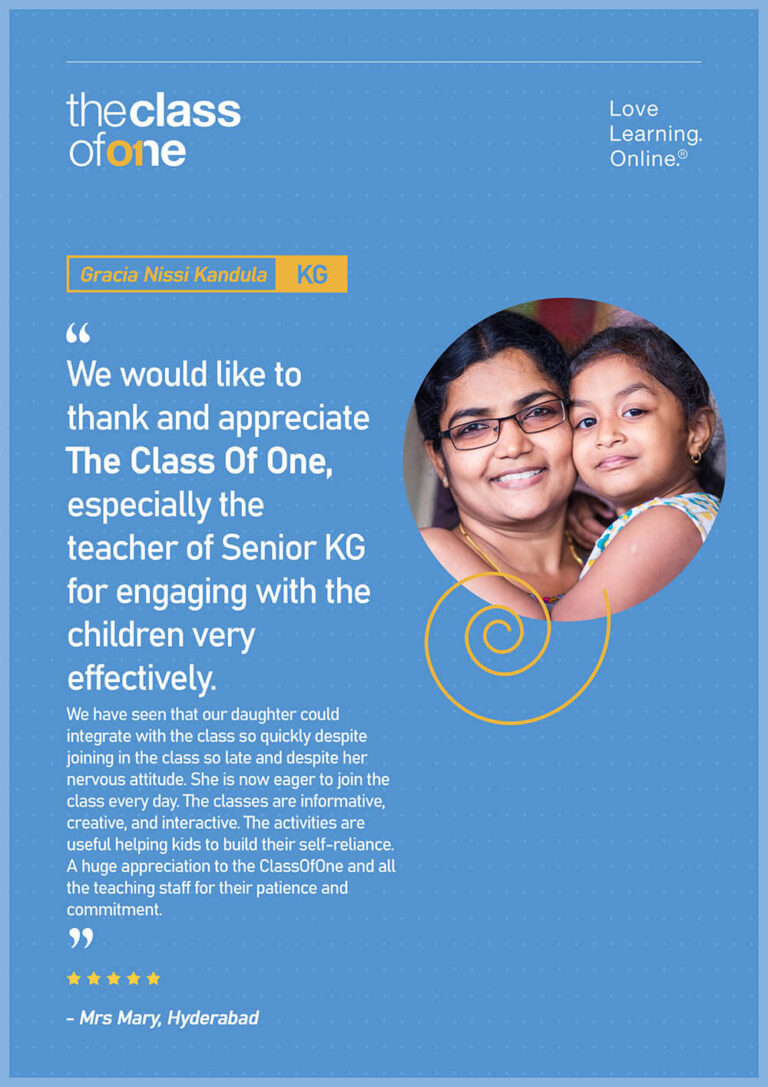 theclass
ofone
Love
Learning.
Online.®
Gracia Nissi Kandula KG
“
We would like to
thank and appreciate
The Class Of One,
especially the
teacher of Senior KG
for engaging with the
children very
effectively.
We have seen that our daughter could
integrate with the class so quickly despite
joining in the class so late and despite her
nervous attitude. She is now eager to join the
class every day. The classes are informative,
creative, and interactive. The activities are
useful helping kids to build their self-reliance.
A huge appreciation to the ClassOfOne and all
the teaching staff for their patience and
commitment.
”
- Mrs Mary, Hyderabad